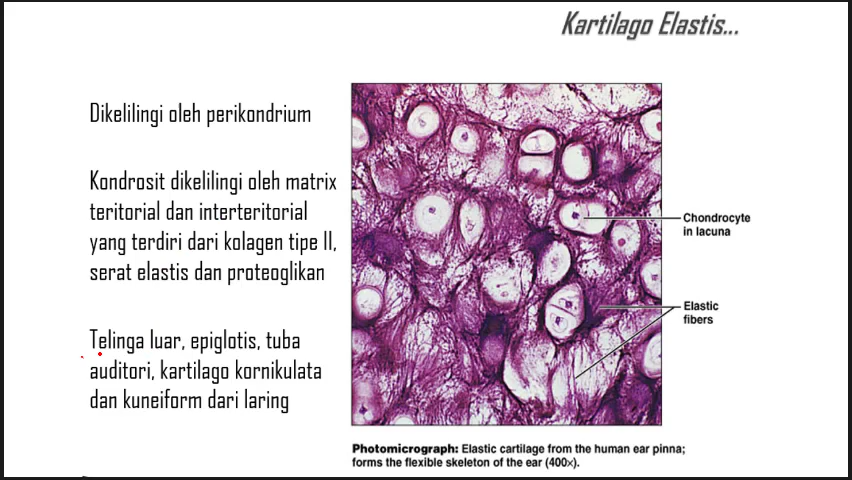 Kartilago Elastis...
Dikelilingi oleh perikondrium
Kondrosit dikelilingi oleh matrix
teritorial dan interteritorial
yang terdiri dari kolagen tipe II,
serat elastis dan proteoglikan
Telinga luar, epiglotis, tuba
auditori, kartilago kornikulata
dan kuneiform dari laring
Chondrocyte
in lacuna
Elastic
fibers
Photomicrograph: Elastic cartilage from the human ear pinna;
forms the flexible skeleton of the ear (400×).